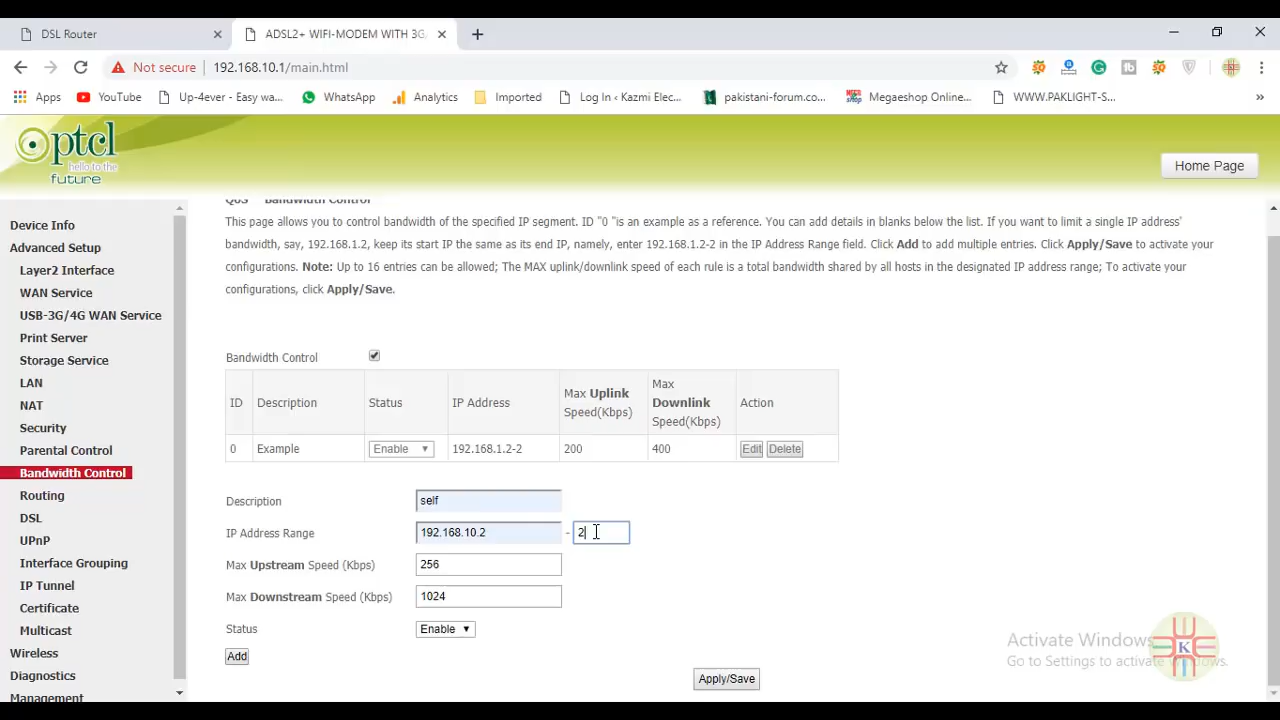 DSL Router
ADSL2+ WIFI-MODEM WITH 3G
Not secure
192.168.10.1/main.html
Apps
YouTube
Up-4ever - Easy wa...
WhatsApp
Analytics
Imported
Log In ‹ Kazmi Elec...
pakistani-forum.co...
Megaeshop Online...
WWW.PAKLIGHT-S...
»
ptcl
hello to the
future
Home Page
Device Info
Advanced Setup
Layer2 Interface
WAN Service
USB-3G/4G WAN Service
Print Server
Storage Service
LAN
NAT
Security
Parental Control
Bandwidth Control
Routing
DSL
UPnP
Interface Grouping
IP Tunnel
Certificate
Multicast
Wireless
Diagnostics
Management
QoS -- Bandwidth Control
This page allows you to control bandwidth of the specified IP segment. ID "0 "is an example as a reference. You can add details in blanks below the list. If you want to limit a single IP address'
bandwidth, say, 192.168.1.2, keep its start IP the same as its end IP, namely, enter 192.168.1.2-2 in the IP Address Range field. Click Add to add multiple entries. Click Apply/Save to activate your
configurations. Note: Up to 16 entries can be allowed; The MAX uplink/downlink speed of each rule is a total bandwidth shared by all hosts in the designated IP address range; To activate your
configurations, click Apply/Save.
Bandwidth Control
ID
Description
Status
IP Address
Max Uplink
Speed(Kbps)
Max
Downlink
Speed(Kbps)
Action
0
Example
Enable
192.168.1.2-2
200
400
Edit
Delete
Description
self
IP Address Range
192.168.10.2
-
2
Max Upstream Speed (Kbps)
256
Max Downstream Speed (Kbps)
1024
Status
Enable
Add
Apply/Save
Activate Windows
Go to Settings to activate Windows.
K